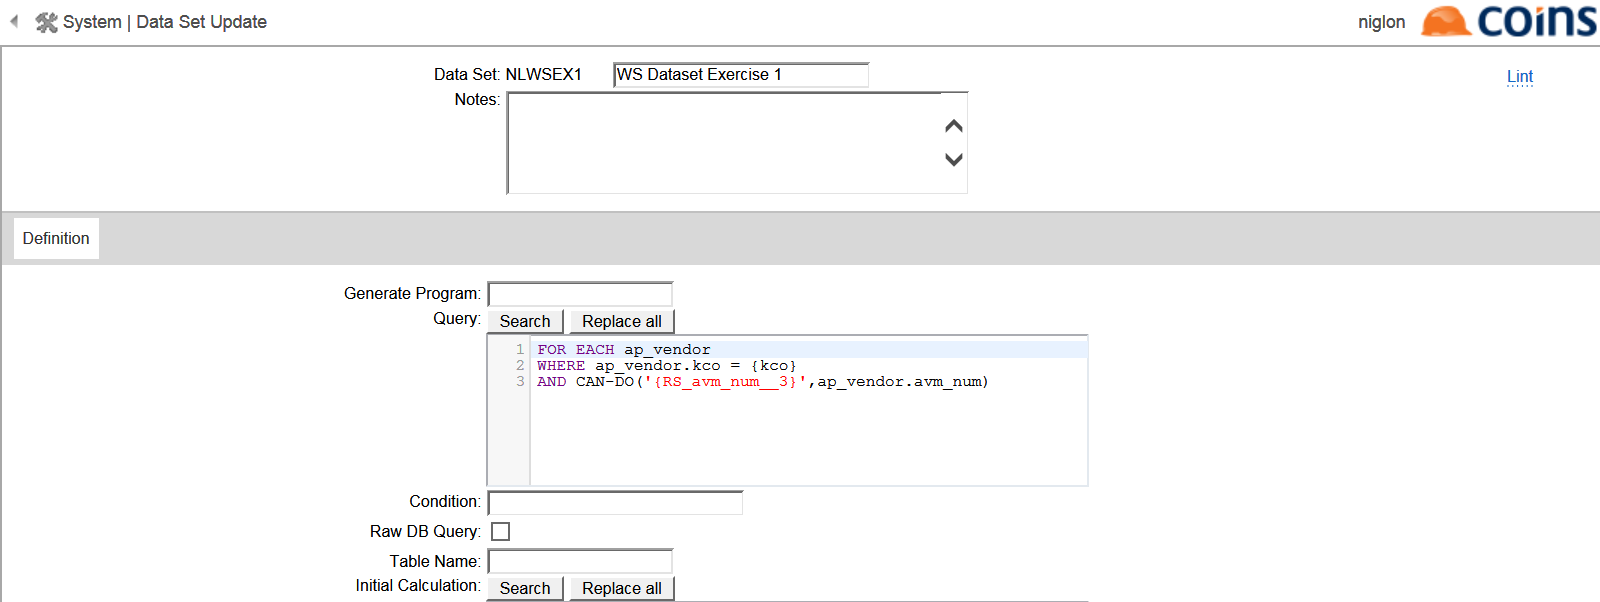 System | Data Set Update
niglon
coins
Data Set: NLWSEX1 WS Dataset Exercise 1
Lint
Notes:
Definition
Generate Program:
Query: Search Replace all
1 FOR EACH ap_vendor
2 WHERE ap_vendor.kco = {kco}
3 AND CAN-DO('{RS_avm_num__3}',ap_vendor.avm_num)
Condition:
Raw DB Query:
Table Name:
Initial Calculation: Search Replace all